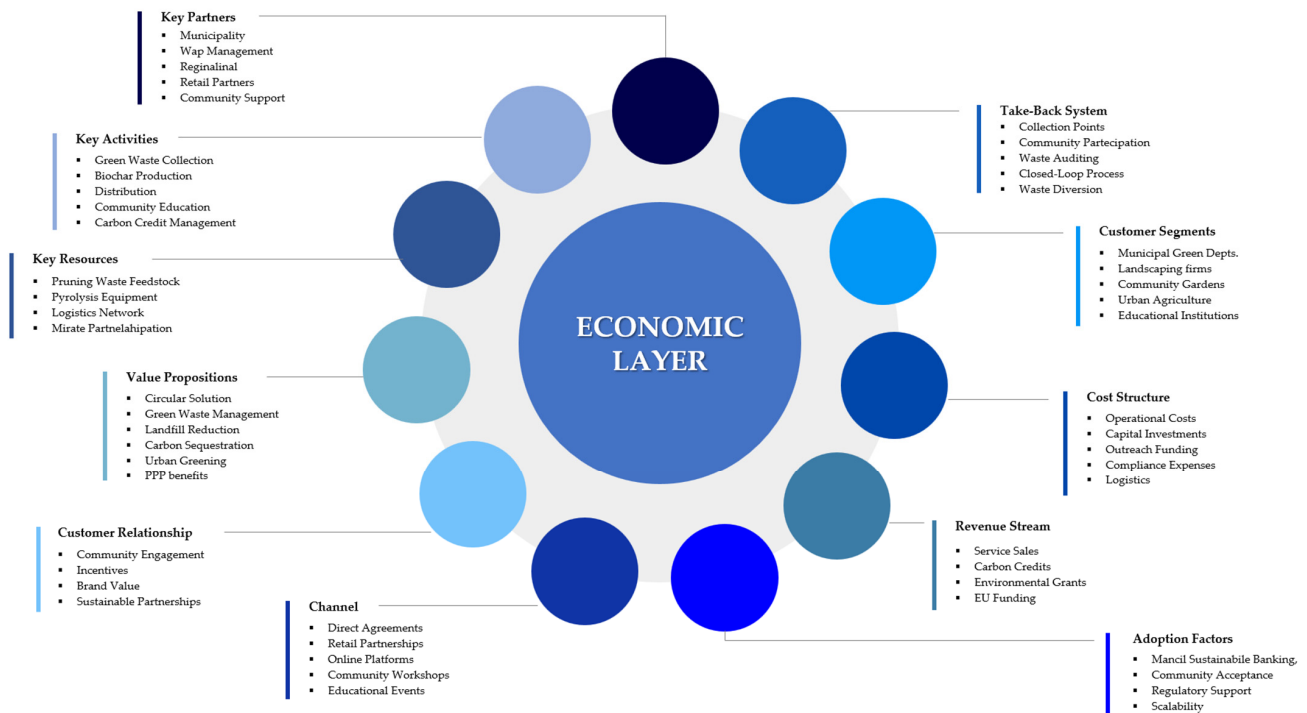 Key Partners
▪ Municipality
▪ Wap Management
▪ Reginalinal
▪ Retail Partners
▪ Community Support
Key Activities
▪ Green Waste Collection
▪ Biochar Production
▪ Distribution
▪ Community Education
▪ Carbon Credit Management
Key Resources
▪ Pruning Waste Feedstock
▪ Pyrolysis Equipment
▪ Logistics Network
▪ Mirate Partnelahipation
Value Propositions
▪ Circular Solution
▪ Green Waste Management
▪ Landfill Reduction
▪ Carbon Sequestration
▪ Urban Greening
▪ PPP benefits
Customer Relationship
▪ Community Engagement
▪ Incentives
▪ Brand Value
▪ Sustainable Partnerships
Channel
▪ Direct Agreements
▪ Retail Partnerships
▪ Online Platforms
▪ Community Workshops
▪ Educational Events
ECONOMIC
LAYER
Take-Back System
▪ Collection Points
▪ Community Partecipation
▪ Waste Auditing
▪ Closed-Loop Process
▪ Waste Diversion
Customer Segments
▪ Municipal Green Depts.
▪ Landscaping firms
▪ Community Gardens
▪ Urban Agriculture
▪ Educational Institutions
Cost Structure
▪ Operational Costs
▪ Capital Investments
▪ Outreach Funding
▪ Compliance Expenses
▪ Logistics
Revenue Stream
▪ Service Sales
▪ Carbon Credits
▪ Environmental Grants
▪ EU Funding
Adoption Factors
▪ Mancil Sustainabile Banking,
▪ Community Acceptance
▪ Regulatory Support
▪ Scalability